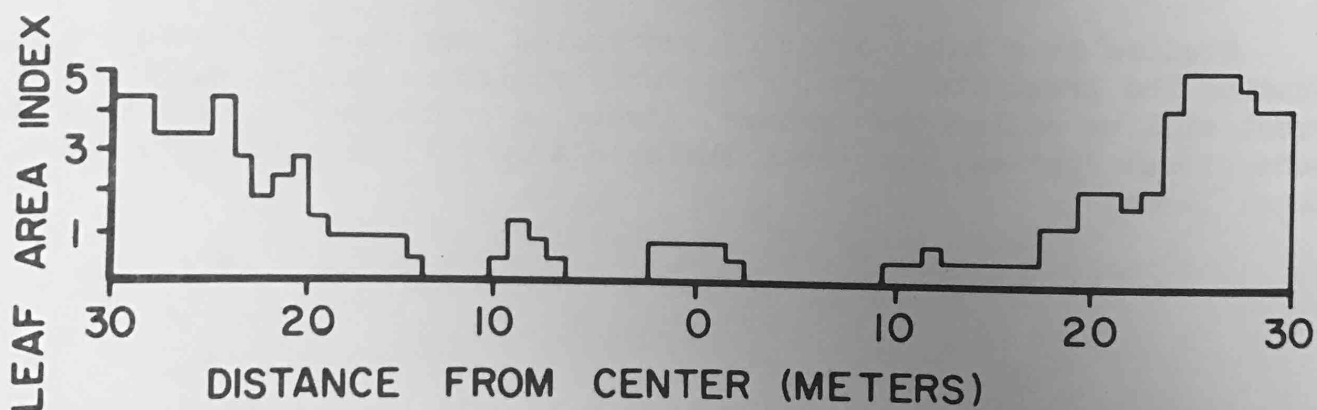 LEAF AREA INDEX
5
3
1
30 20 10 0 10 20 30
DISTANCE FROM CENTER (METERS)